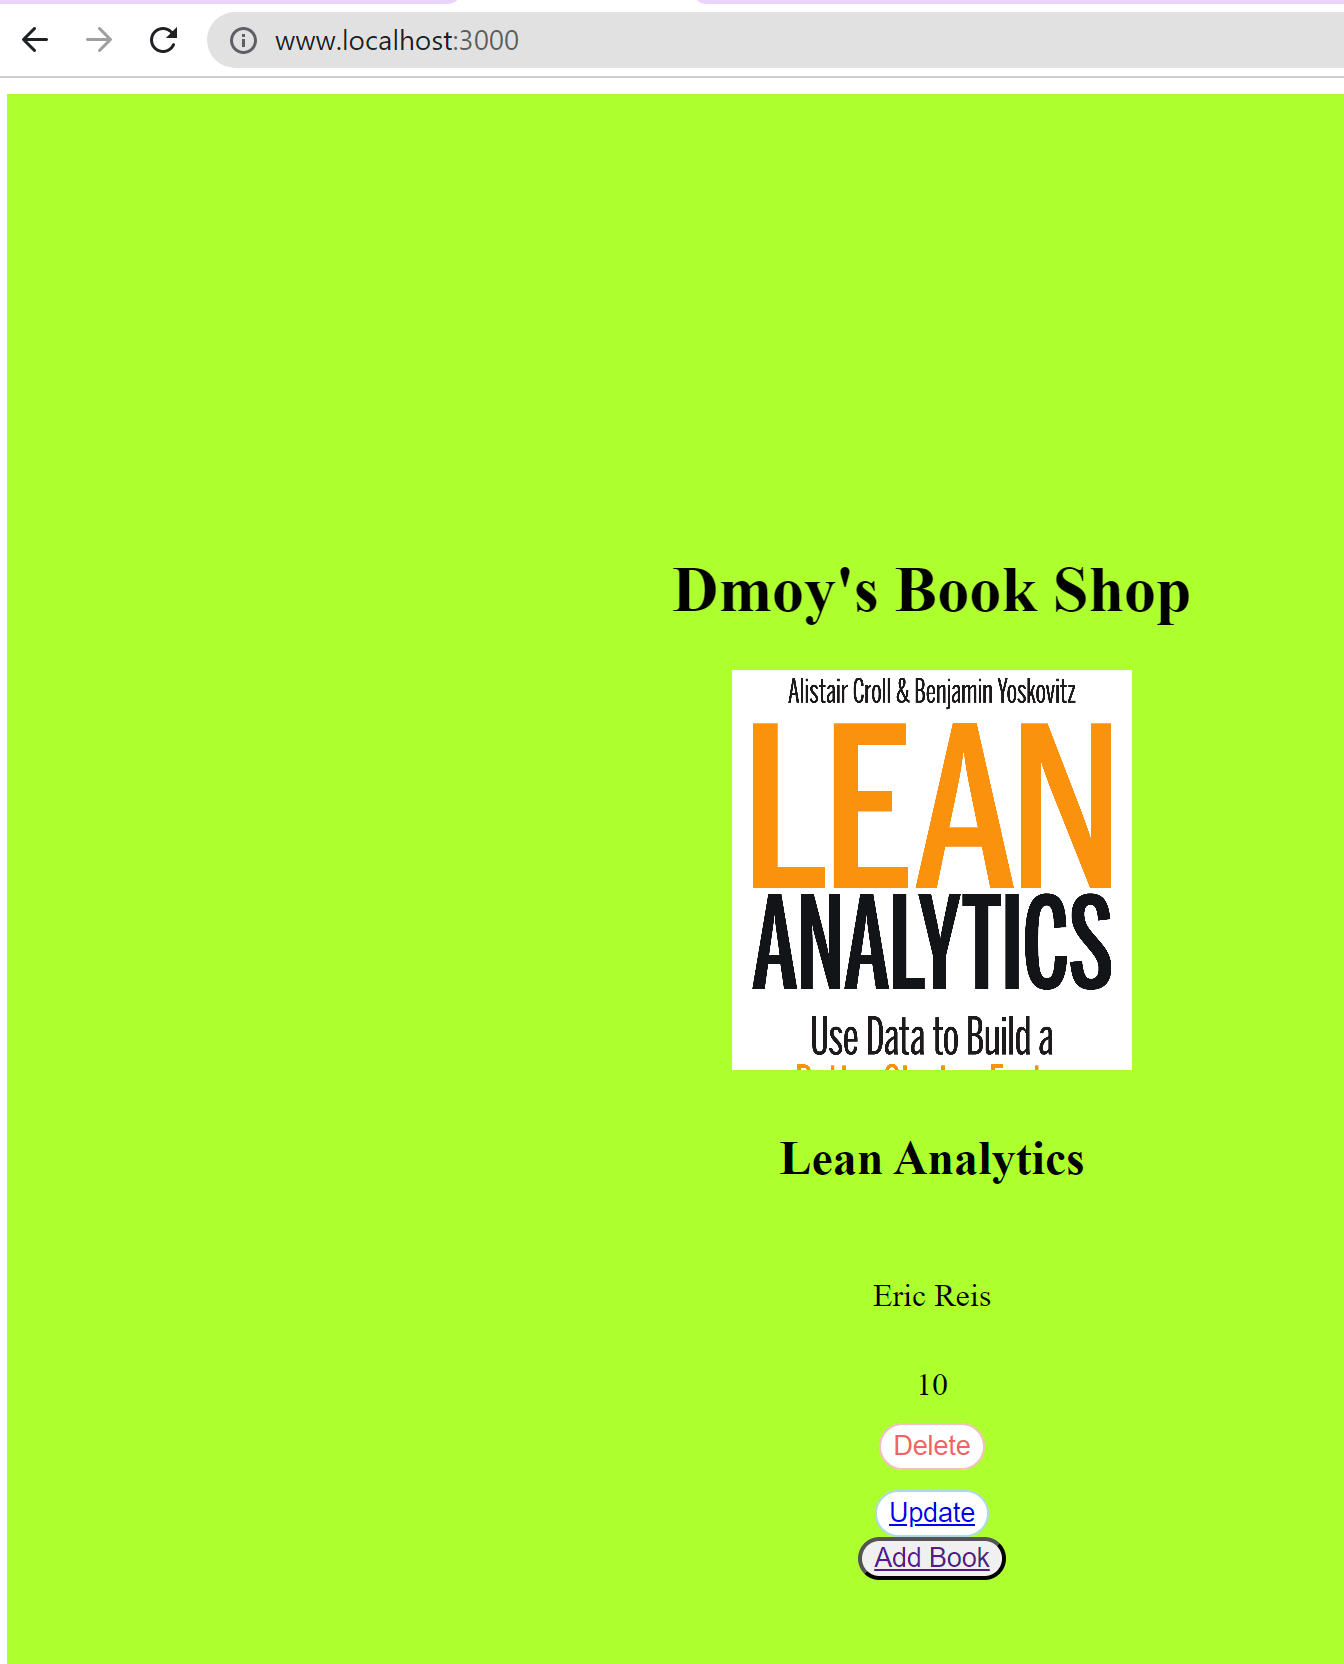 www.localhost:3000
Dmoy's Book Shop
Alistair Croll & Benjamin Yoskovitz
LEAN
ANALYTICS
Use Data to Build a
Lean Analytics
Eric Reis
10
Delete
Update
Add Book